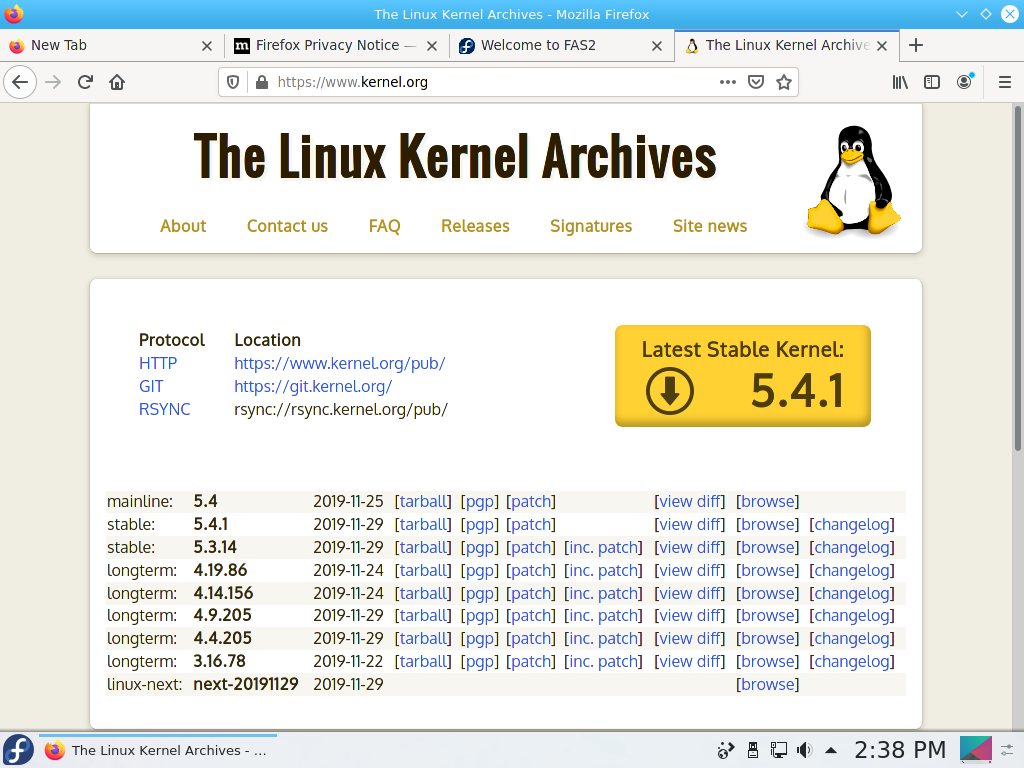 The Linux Kernel Archives - Mozilla Firefox
New Tab
Firefox Privacy Notice —
Welcome to FAS2
The Linux Kernel Archive
https://www.kernel.org
The Linux Kernel Archives
About Contact us FAQ Releases Signatures Site news
Protocol Location
HTTP https://www.kernel.org/pub/
GIT https://git.kernel.org/
RSYNC rsync://rsync.kernel.org/pub/
Latest Stable Kernel:
5.4.1
mainline: 5.4 2019-11-25 [tarball] [pgp] [patch] [view diff] [browse]
stable: 5.4.1 2019-11-29 [tarball] [pgp] [patch] [view diff] [browse] [changelog]
stable: 5.3.14 2019-11-29 [tarball] [pgp] [patch] [inc. patch] [view diff] [browse] [changelog]
longterm: 4.19.86 2019-11-24 [tarball] [pgp] [patch] [inc. patch] [view diff] [browse] [changelog]
longterm: 4.14.156 2019-11-24 [tarball] [pgp] [patch] [inc. patch] [view diff] [browse] [changelog]
longterm: 4.9.205 2019-11-29 [tarball] [pgp] [patch] [inc. patch] [view diff] [browse] [changelog]
longterm: 4.4.205 2019-11-29 [tarball] [pgp] [patch] [inc. patch] [view diff] [browse] [changelog]
longterm: 3.16.78 2019-11-22 [tarball] [pgp] [patch] [inc. patch] [view diff] [browse] [changelog]
linux-next: next-20191129 2019-11-29 [browse]
The Linux Kernel Archives - ...
2:38 PM